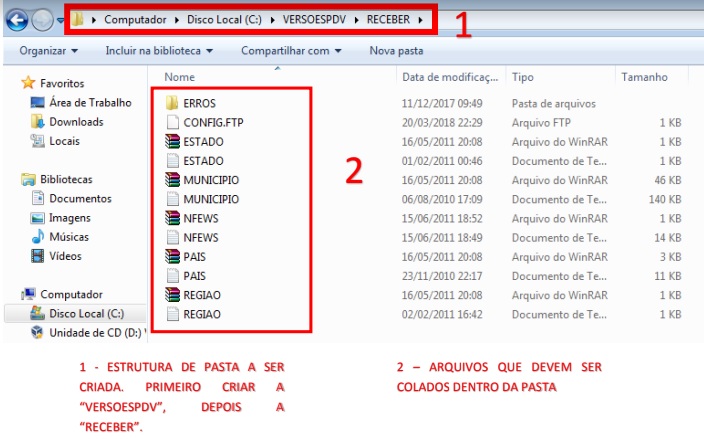 Computador ▸ Disco Local (C:) ▸ VERSOESPDV ▸ RECEBER ▸
1
Organizar Incluir na biblioteca Compartilhar com Nova pasta
Favoritos
Área de Trabalho
Downloads
Locais
Bibliotecas
Documentos
Imagens
Músicas
Vídeos
Computador
Disco Local (C:)
Unidade de CD (D:)
Nome Data de modificaç... Tipo Tamanho
ERROS 11/12/2017 09:49 Pasta de arquivos
CONFIG.FTP 20/03/2018 22:29 Arquivo FTP 1 KB
ESTADO 16/05/2011 20:08 Arquivo do WinRAR 1 KB
ESTADO 01/02/2011 00:46 Documento de Te... 1 KB
MUNICIPIO 16/05/2011 20:08 Arquivo do WinRAR 46 KB
MUNICIPIO 06/08/2010 17:09 Documento de Te... 140 KB
NFEWS 15/06/2011 18:52 Arquivo do WinRAR 1 KB
NFEWS 15/06/2011 18:49 Documento de Te... 14 KB
PAIS 16/05/2011 20:08 Arquivo do WinRAR 3 KB
PAIS 23/11/2010 22:17 Documento de Te... 11 KB
REGIAO 16/05/2011 20:08 Arquivo do WinRAR 1 KB
REGIAO 02/02/2011 16:42 Documento de Te... 1 KB
2
1 - ESTRUTURA DE PASTA A SER
CRIADA. PRIMEIRO CRIAR A
“VERSOESPDV”, DEPOIS A
“RECEBER”.
2 – ARQUIVOS QUE DEVEM SER
COLADOS DENTRO DA PASTA